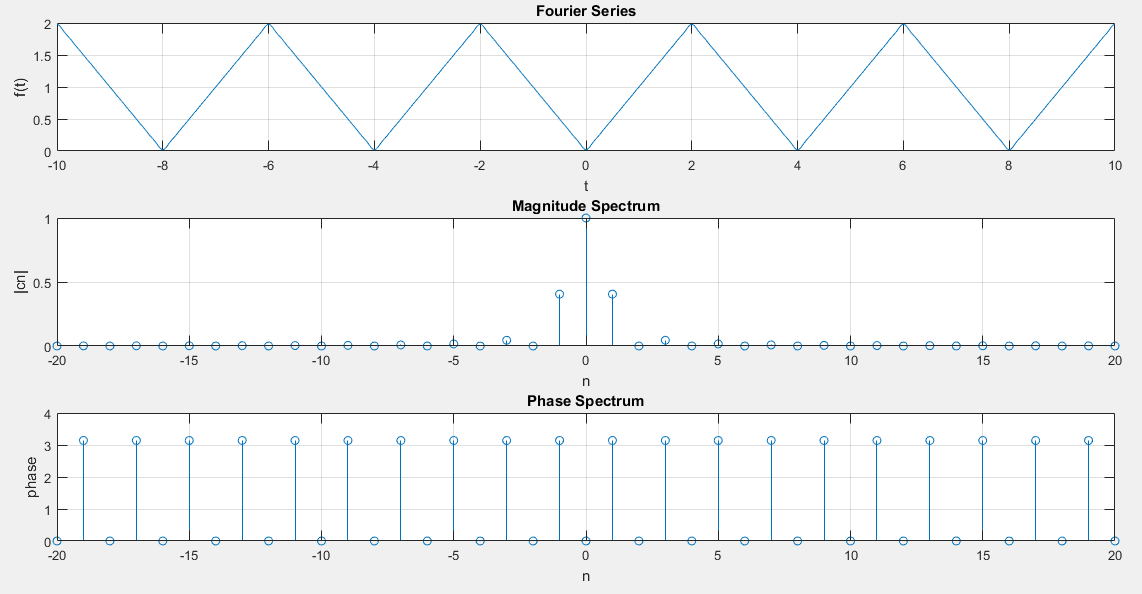 Fourier Series
2
1.5
1
0.5
0
f(t)
-10 -8 -6 -4 -2 0 2 4 6 8 10
t
Magnitude Spectrum
1
0.5
0
|cn|
-20 -15 -10 -5 0 5 10 15 20
n
Phase Spectrum
4
3
2
1
0
phase
-20 -15 -10 -5 0 5 10 15 20
n